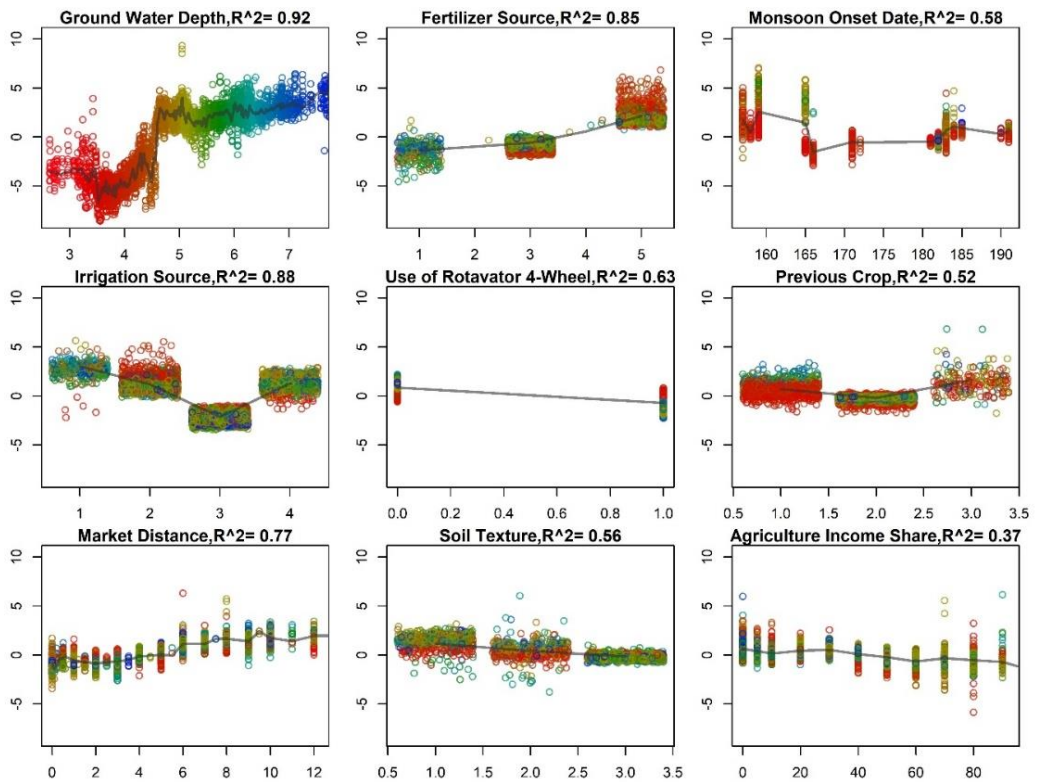 Ground Water Depth,R^2= 0.92
Fertilizer Source,R^2= 0.85
Monsoon Onset Date,R^2= 0.58
10
5
0
-5
3 4 5 6 7
10
5
0
-5
1 2 3 4 5
10
5
0
-5
160 165 170 175 180 185 190
Irrigation Source,R^2= 0.88
Use of Rotavator 4-Wheel,R^2= 0.63
Previous Crop,R^2= 0.52
10
5
0
-5
1 2 3 4
10
5
0
-5
0.0 0.2 0.4 0.6 0.8 1.0
10
5
0
-5
0.5 1.0 1.5 2.0 2.5 3.0 3.5
Market Distance,R^2= 0.77
Soil Texture,R^2= 0.56
Agriculture Income Share,R^2= 0.37
10
5
0
-5
0 2 4 6 8 10 12
10
5
0
-5
0.5 1.0 1.5 2.0 2.5 3.0 3.5
10
5
0
-5
0 20 40 60 80